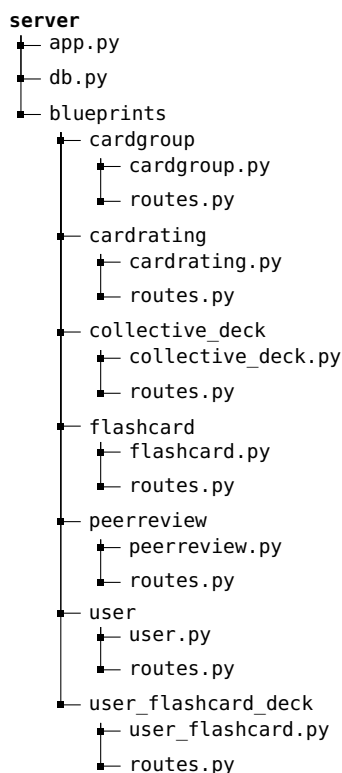 server
app.py
db.py
blueprints
cardgroup
cardgroup.py
routes.py
cardrating
cardrating.py
routes.py
collective_deck
collective_deck.py
routes.py
flashcard
flashcard.py
routes.py
peerreview
peerreview.py
routes.py
user
user.py
routes.py
user_flashcard_deck
user_flashcard.py
routes.py